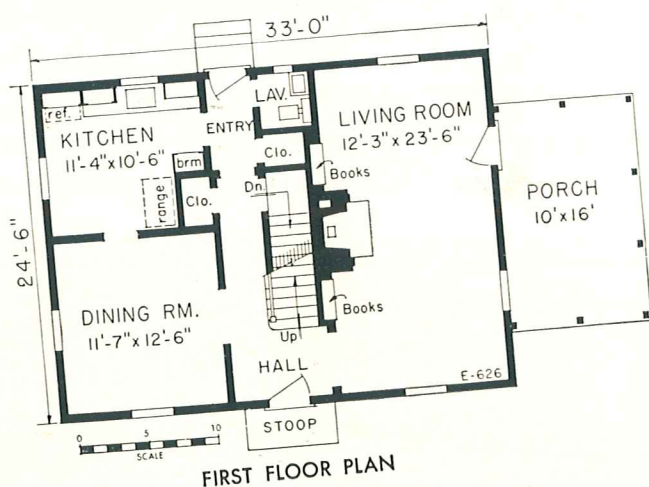 33'-0"
ref.
KITCHEN
11'-4"x10'-6"
brm
range
Clo.
ENTRY
LAV.
Clo.
Dn.
LIVING ROOM
12'-3"x 23'-6"
Books
PORCH
10'x16'
24'-6"
DINING RM.
11'-7"x12'-6"
Books
Up
HALL
E-626
STOOP
0 5 10
SCALE
FIRST FLOOR PLAN